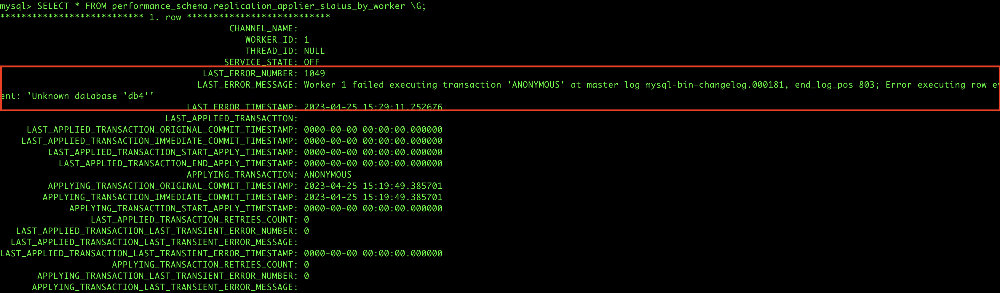 mysql> SELECT * FROM performance_schema.replication_applier_status_by_worker \G;
*************************** 1. row ***************************
CHANNEL_NAME:
WORKER_ID: 1
THREAD_ID: NULL
SERVICE_STATE: OFF
LAST_ERROR_NUMBER: 1049
LAST_ERROR_MESSAGE: Worker 1 failed executing transaction 'ANONYMOUS' at master log mysql-bin-changelog.000181, end_log_pos 803; Error executing row ev
ent: 'Unknown database 'db4''
LAST_ERROR_TIMESTAMP: 2023-04-25 15:29:11.252676
LAST_APPLIED_TRANSACTION:
LAST_APPLIED_TRANSACTION_ORIGINAL_COMMIT_TIMESTAMP: 0000-00-00 00:00:00.000000
LAST_APPLIED_TRANSACTION_IMMEDIATE_COMMIT_TIMESTAMP: 0000-00-00 00:00:00.000000
LAST_APPLIED_TRANSACTION_START_APPLY_TIMESTAMP: 0000-00-00 00:00:00.000000
LAST_APPLIED_TRANSACTION_END_APPLY_TIMESTAMP: 0000-00-00 00:00:00.000000
APPLYING_TRANSACTION: ANONYMOUS
APPLYING_TRANSACTION_ORIGINAL_COMMIT_TIMESTAMP: 2023-04-25 15:19:49.385701
APPLYING_TRANSACTION_IMMEDIATE_COMMIT_TIMESTAMP: 2023-04-25 15:19:49.385701
APPLYING_TRANSACTION_START_APPLY_TIMESTAMP: 0000-00-00 00:00:00.000000
LAST_APPLIED_TRANSACTION_RETRIES_COUNT: 0
LAST_APPLIED_TRANSACTION_LAST_TRANSIENT_ERROR_NUMBER: 0
LAST_APPLIED_TRANSACTION_LAST_TRANSIENT_ERROR_MESSAGE:
LAST_APPLIED_TRANSACTION_LAST_TRANSIENT_ERROR_TIMESTAMP: 0000-00-00 00:00:00.000000
APPLYING_TRANSACTION_RETRIES_COUNT: 0
APPLYING_TRANSACTION_LAST_TRANSIENT_ERROR_NUMBER: 0
APPLYING_TRANSACTION_LAST_TRANSIENT_ERROR_MESSAGE: